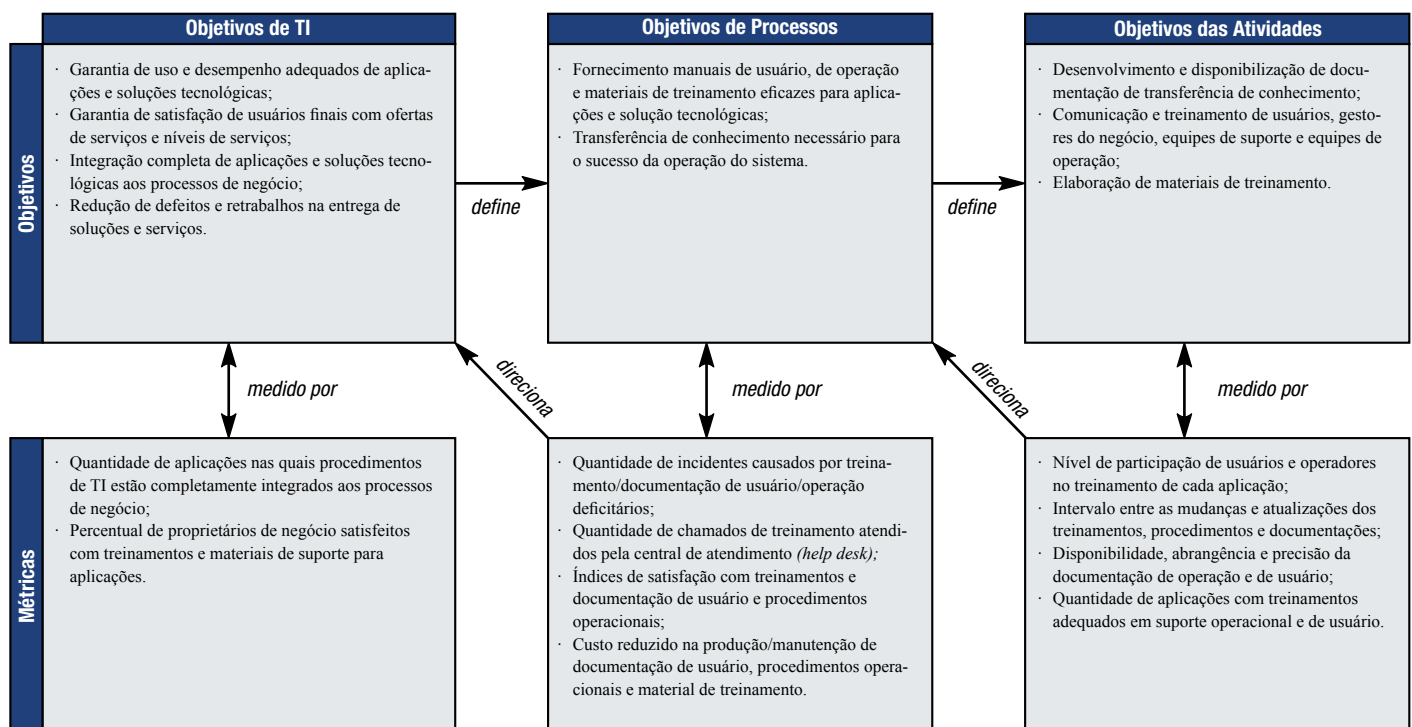 Objetivos de TI
Objetivos
· Garantia de uso e desempenho adequados de aplica-
ções e soluções tecnológicas;
· Garantia de satisfação de usuários finais com ofertas
de serviços e níveis de serviços;
· Integração completa de aplicações e soluções tecno-
lógicas aos processos de negócio;
· Redução de defeitos e retrabalhos na entrega de
soluções e serviços.
define
Objetivos de Processos
· Fornecimento manuais de usuário, de operação
e materiais de treinamento eficazes para aplica-
ções e solução tecnológicas;
· Transferência de conhecimento necessário para
o sucesso da operação do sistema.
define
Objetivos das Atividades
· Desenvolvimento e disponibilização de docu-
mentação de transferência de conhecimento;
· Comunicação e treinamento de usuários, gesto-
res do negócio, equipes de suporte e equipes de
operação;
· Elaboração de materiais de treinamento.
medido por
direciona
medido por
direciona
medido por
Métricas
· Quantidade de aplicações nas quais procedimentos
de TI estão completamente integrados aos processos
de negócio;
· Percentual de proprietários de negócio satisfeitos
com treinamentos e materiais de suporte para
aplicações.
· Quantidade de incidentes causados por treina-
mento/documentação de usuário/operação
deficitários;
· Quantidade de chamados de treinamento atendi-
dos pela central de atendimento (help desk);
· Índices de satisfação com treinamentos e
documentação de usuário e procedimentos
operacionais;
· Custo reduzido na produção/manutenção de
documentação de usuário, procedimentos opera-
cionais e material de treinamento.
· Nível de participação de usuários e operadores
no treinamento de cada aplicação;
· Intervalo entre as mudanças e atualizações dos
treinamentos, procedimentos e documentações;
· Disponibilidade, abrangência e precisão da
documentação de operação e de usuário;
· Quantidade de aplicações com treinamentos
adequados em suporte operacional e de usuário.